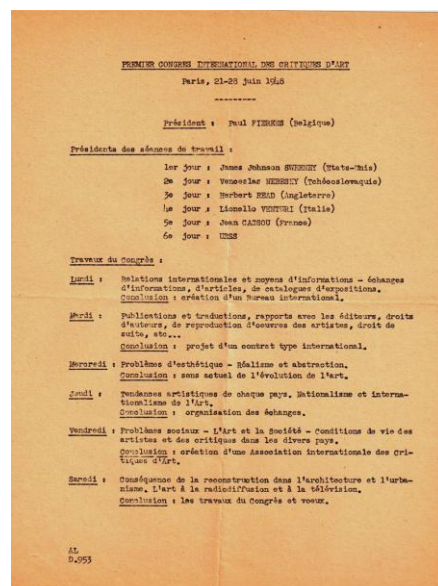 PREMIER CONGRES INTERNATIONAL DES CRITIQUES D'ART
Paris, 21-28 juin 1948
---------
Président : Paul FIERENS (Belgique)
Présidents des séances de travail :
1er jour : James Johnson SWEENEY (Etats-Unis)
2e jour : Venceslas NEBESKY (Tchécoslovaquie)
3e jour : Herbert READ (Angleterre)
4e jour : Lionello VENTURI (Italie)
5e jour : Jean CASSOU (France)
6e jour : URSS
Travaux du Congrès :
Lundi : Relations internationales et moyens d'informations - échanges
d'informations, d'articles, de catalogues d'expositions.
Conclusion : création d'un Bureau international.
Mardi : Publications et traductions, rapports avec les éditeurs, droits
d'auteurs, de reproduction d'oeuvres des artistes, droit de
suite, etc...
Conclusion : projet d'un contrat type international.
Mercredi : Problèmes d'esthétique - Réalisme et abstraction.
Conclusion : sens actuel de l'évolution de l'art.
Jeudi : Tendances artistiques de chaque pays. Nationalisme et interna-
tionalisme de l'Art.
Conclusion : organisation des échanges.
Vendredi : Problèmes sociaux - L'Art et la Société - Conditions de vie des
artistes et des critiques dans les divers pays.
Conclusion : création d'une Association internationale des Cri-
tiques d'Art.
Samedi : Conséquence de la reconstruction dans l'architecture et l'urba-
nisme. L'art à la radiodiffusion et à la télévision.
Conclusion : les travaux du Congrès et voeux.
AL
D.953